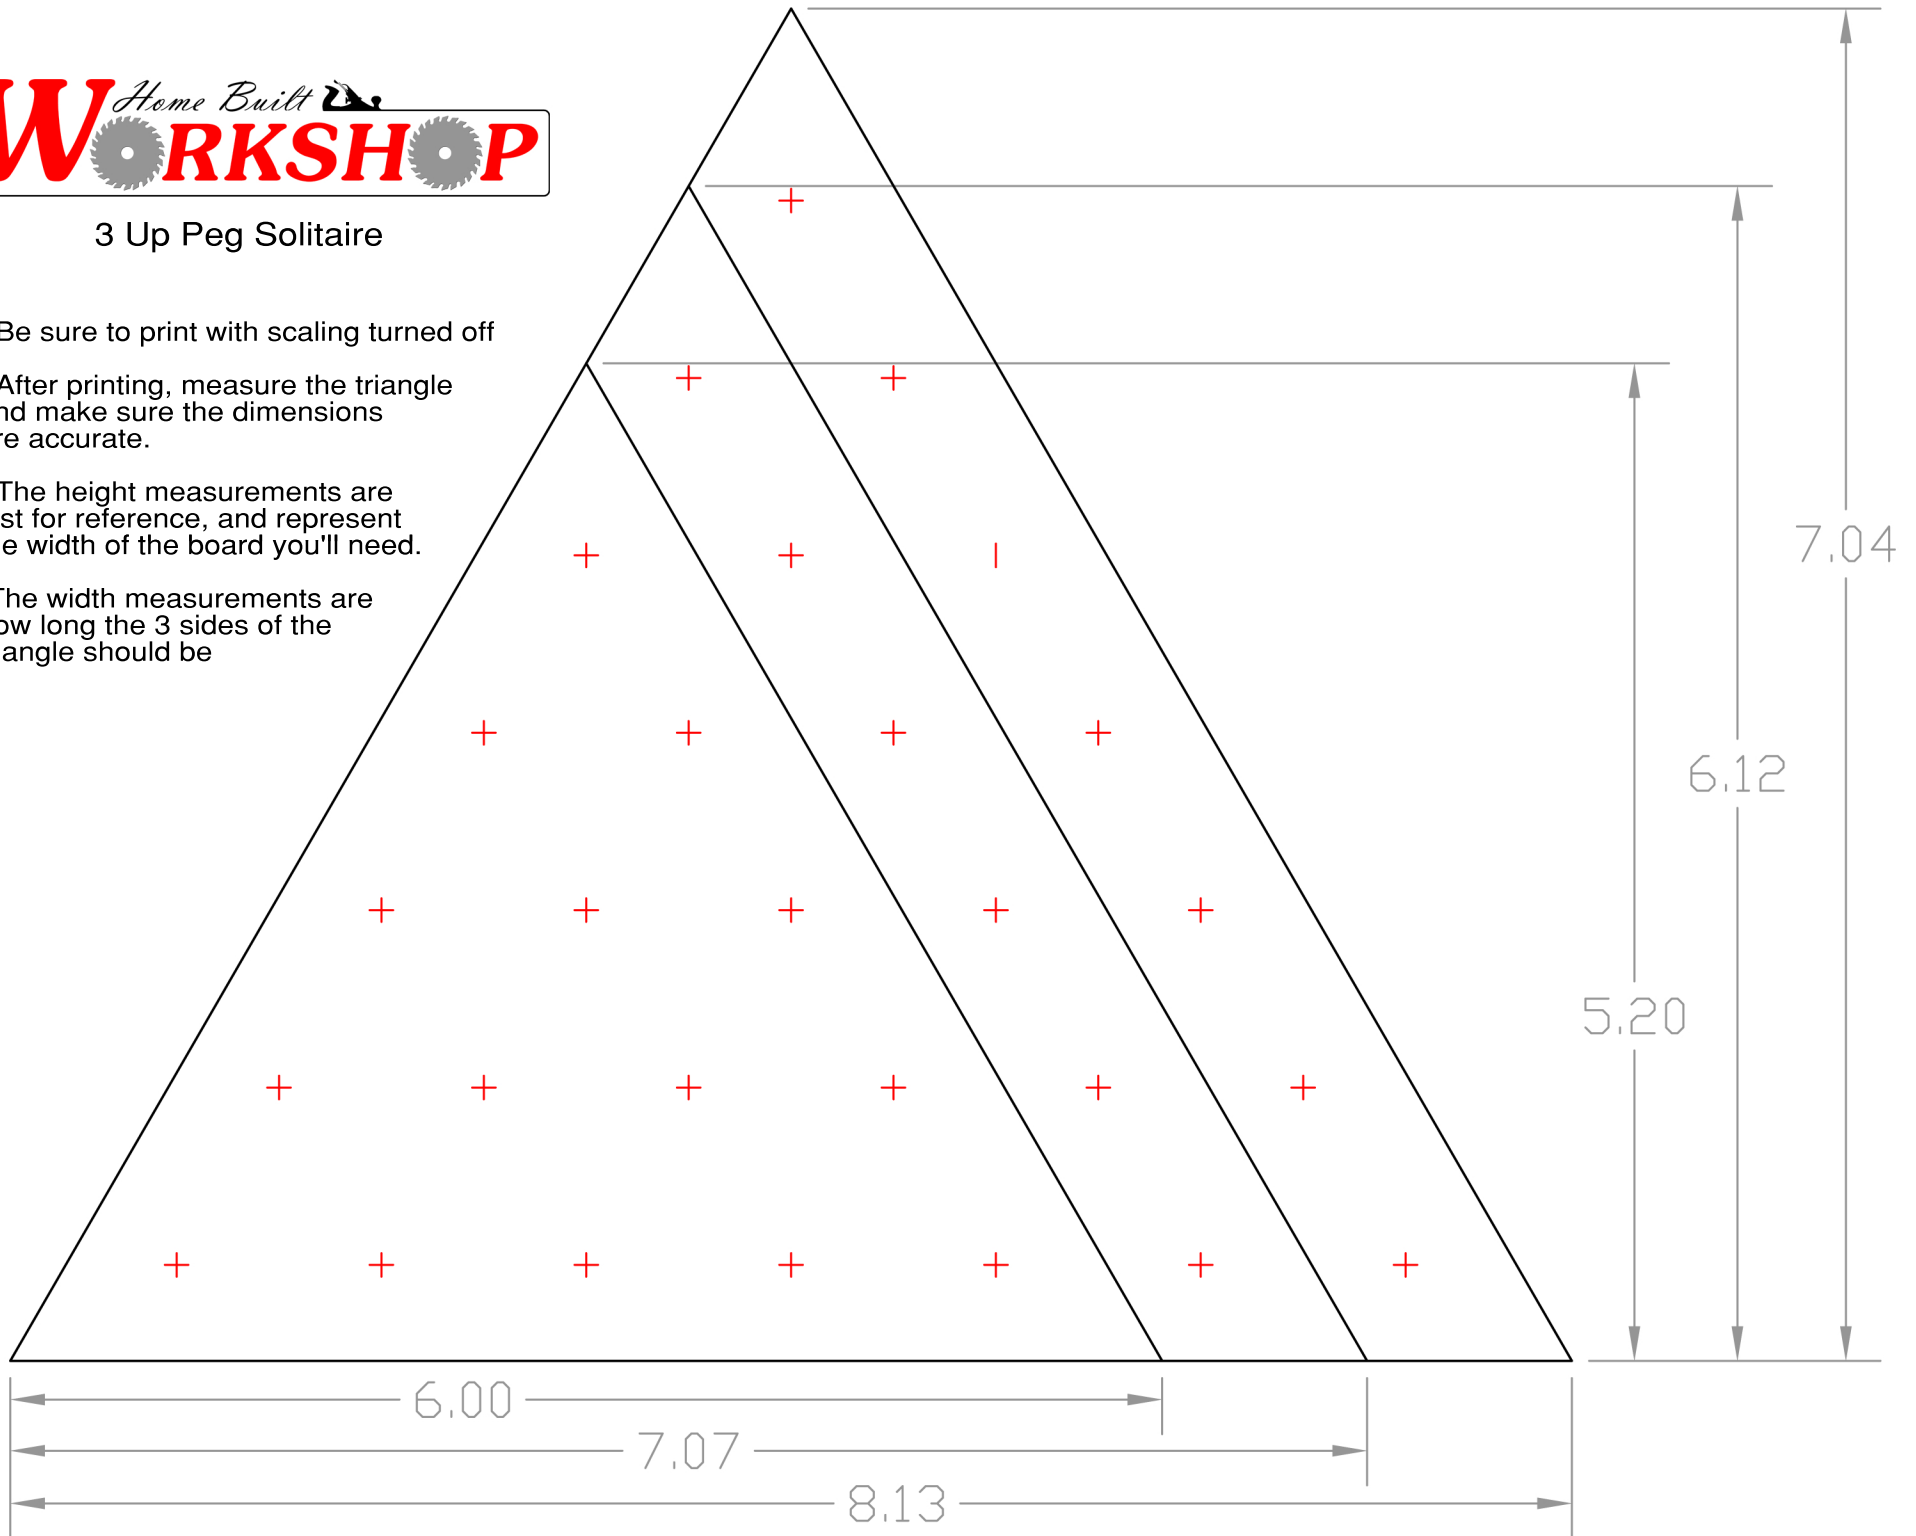 Home Built
WORKSHOP
3 Up Peg Solitaire
Be sure to print with scaling turned off
After printing, measure the triangle
nd make sure the dimensions
re accurate.
The height measurements are
st for reference, and represent
e width of the board you'll need.
The width measurements are
ow long the 3 sides of the
angle should be
7.04
6.12
5.20
6.00
7.07
8.13